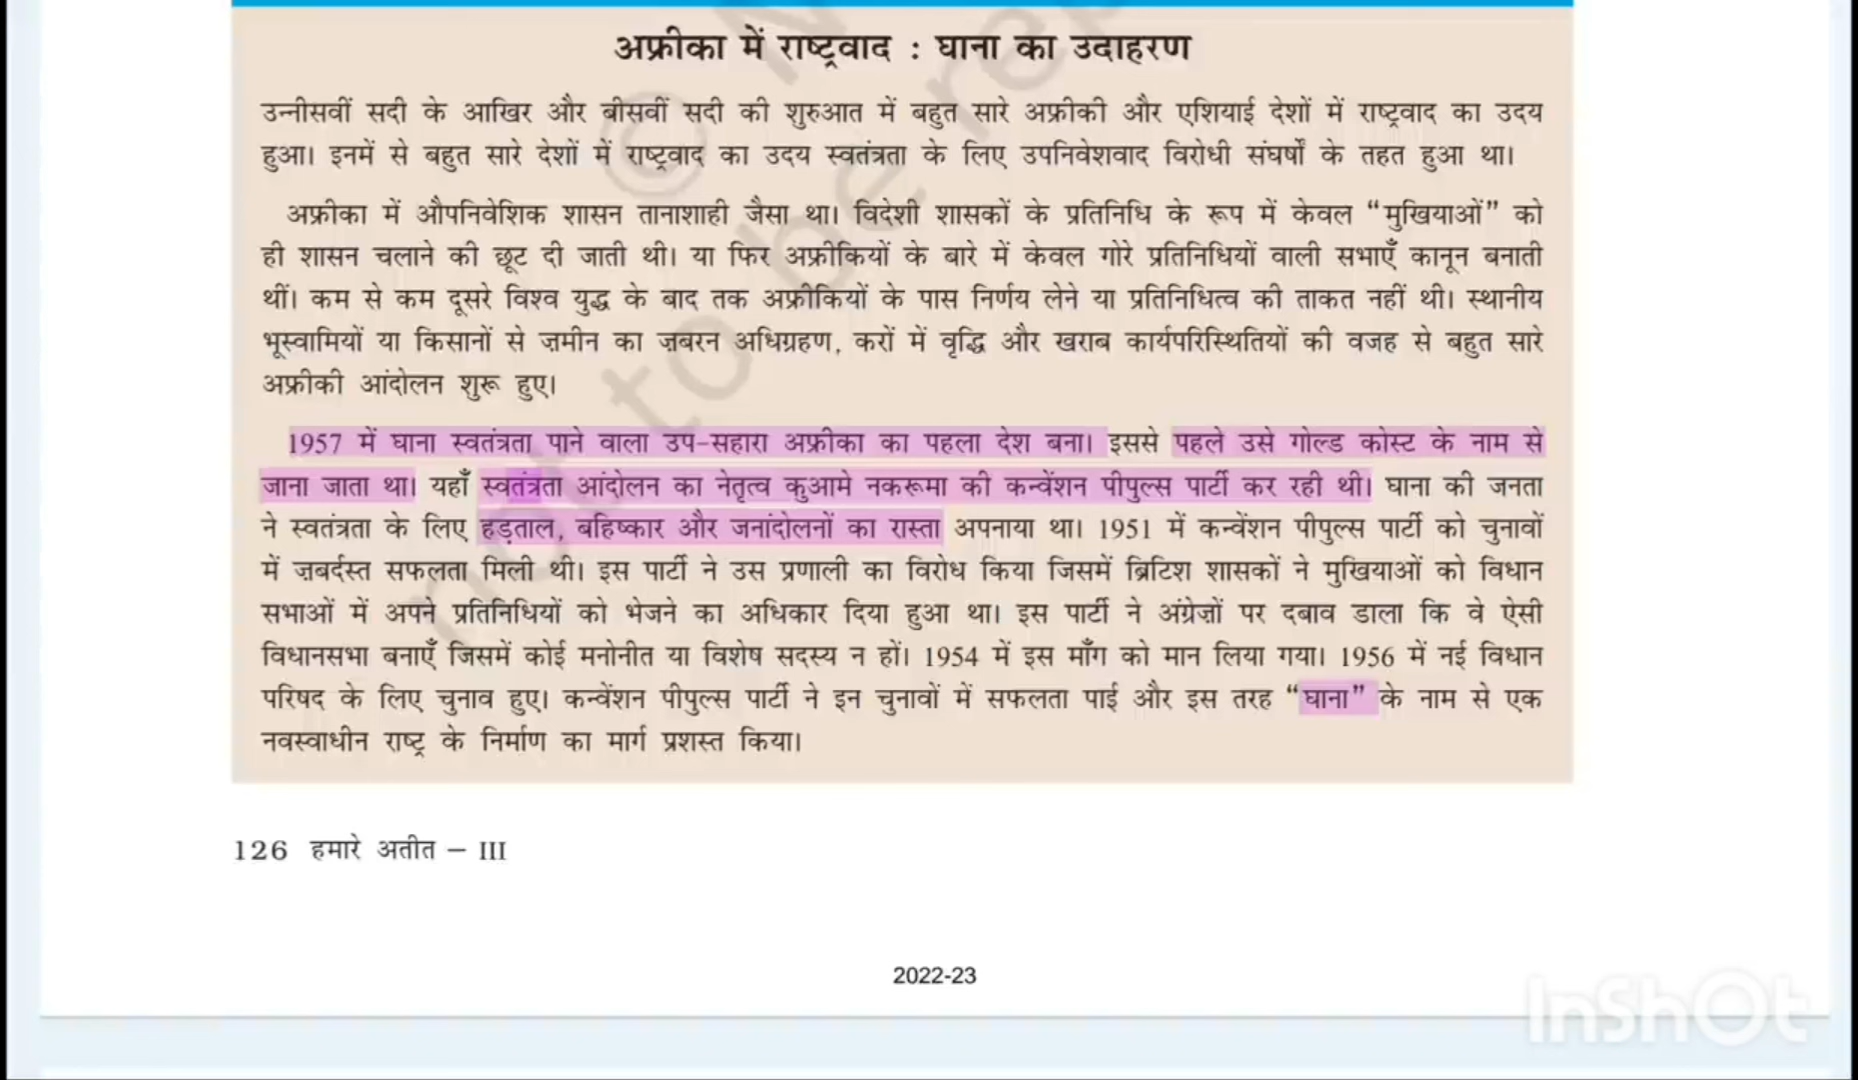 अफ्रीका में राष्ट्रवाद : घाना का उदाहरण
उन्नीसवीं सदी के आखिर और बीसवीं सदी की शुरुआत में बहुत सारे अफ्रीकी और एशियाई देशों में राष्ट्रवाद का उदय
हुआ। इनमें से बहुत सारे देशों में राष्ट्रवाद का उदय स्वतंत्रता के लिए उपनिवेशवाद विरोधी संघर्षों के तहत हुआ था।
अफ्रीका में औपनिवेशिक शासन तानाशाही जैसा था। विदेशी शासकों के प्रतिनिधि के रूप में केवल “मुखियाओं” को
ही शासन चलाने की छूट दी जाती थी। या फिर अफ्रीकियों के बारे में केवल गोरे प्रतिनिधियों वाली सभाएँ कानून बनाती
थीं। कम से कम दूसरे विश्व युद्ध के बाद तक अफ्रीकियों के पास निर्णय लेने या प्रतिनिधित्व की ताकत नहीं थी। स्थानीय
भूस्वामियों या किसानों से ज़मीन का ज़बरन अधिग्रहण, करों में वृद्धि और खराब कार्यपरिस्थितियों की वजह से बहुत सारे
अफ्रीकी आंदोलन शुरू हुए।
1957 में घाना स्वतंत्रता पाने वाला उप-सहारा अफ्रीका का पहला देश बना। इससे पहले उसे गोल्ड कोस्ट के नाम से
जाना जाता था। यहाँ स्वतंत्रता आंदोलन का नेतृत्व कुआमे नकरूमा की कन्वेंशन पीपुल्स पार्टी कर रही थी। घाना की जनता
ने स्वतंत्रता के लिए हड़ताल, बहिष्कार और जनांदोलनों का रास्ता अपनाया था। 1951 में कन्वेंशन पीपुल्स पार्टी को चुनावों
में ज़बर्दस्त सफलता मिली थी। इस पार्टी ने उस प्रणाली का विरोध किया जिसमें ब्रिटिश शासकों ने मुखियाओं को विधान
सभाओं में अपने प्रतिनिधियों को भेजने का अधिकार दिया हुआ था। इस पार्टी ने अंग्रेज़ों पर दबाव डाला कि वे ऐसी
विधानसभा बनाएँ जिसमें कोई मनोनीत या विशेष सदस्य न हों। 1954 में इस माँग को मान लिया गया। 1956 में नई विधान
परिषद के लिए चुनाव हुए। कन्वेंशन पीपुल्स पार्टी ने इन चुनावों में सफलता पाई और इस तरह “घाना” के नाम से एक
नवस्वाधीन राष्ट्र के निर्माण का मार्ग प्रशस्त किया।
126 हमारे अतीत – III
2022-23
InShOt